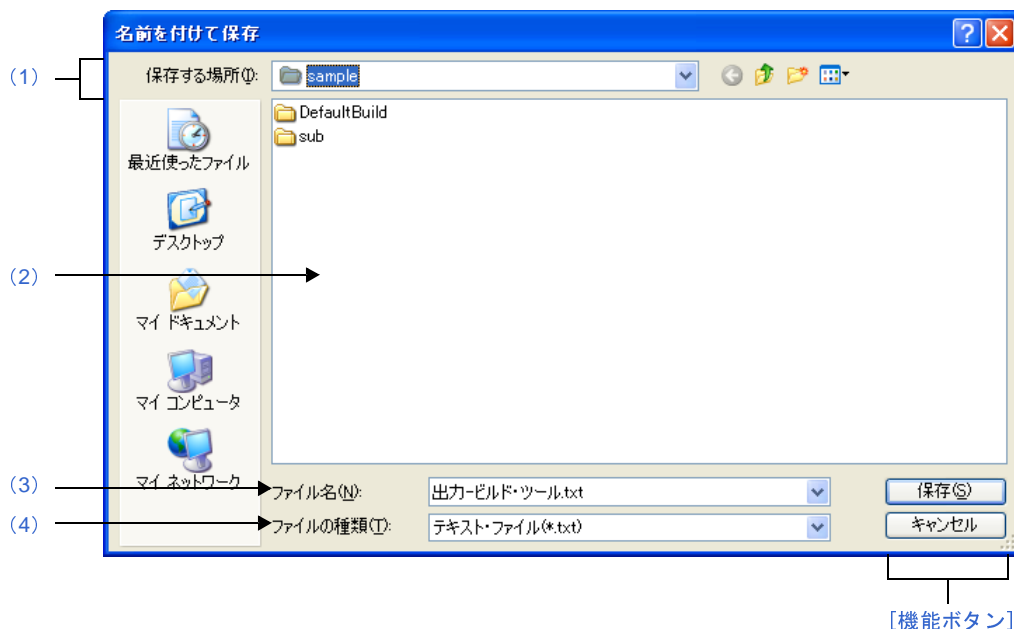 名前を付けて保存
(1)
保存する場所(I):
sample
DefaultBuild
sub
最近使ったファイル
デスクトップ
(2)
マイ ドキュメント
マイ コンピュータ
マイ ネットワーク
(3)
ファイル名(N):
出力-ビルド・ツール.txt
保存(S)
(4)
ファイルの種類(T):
テキスト・ファイル(*.txt)
キャンセル
[機能ボタン]